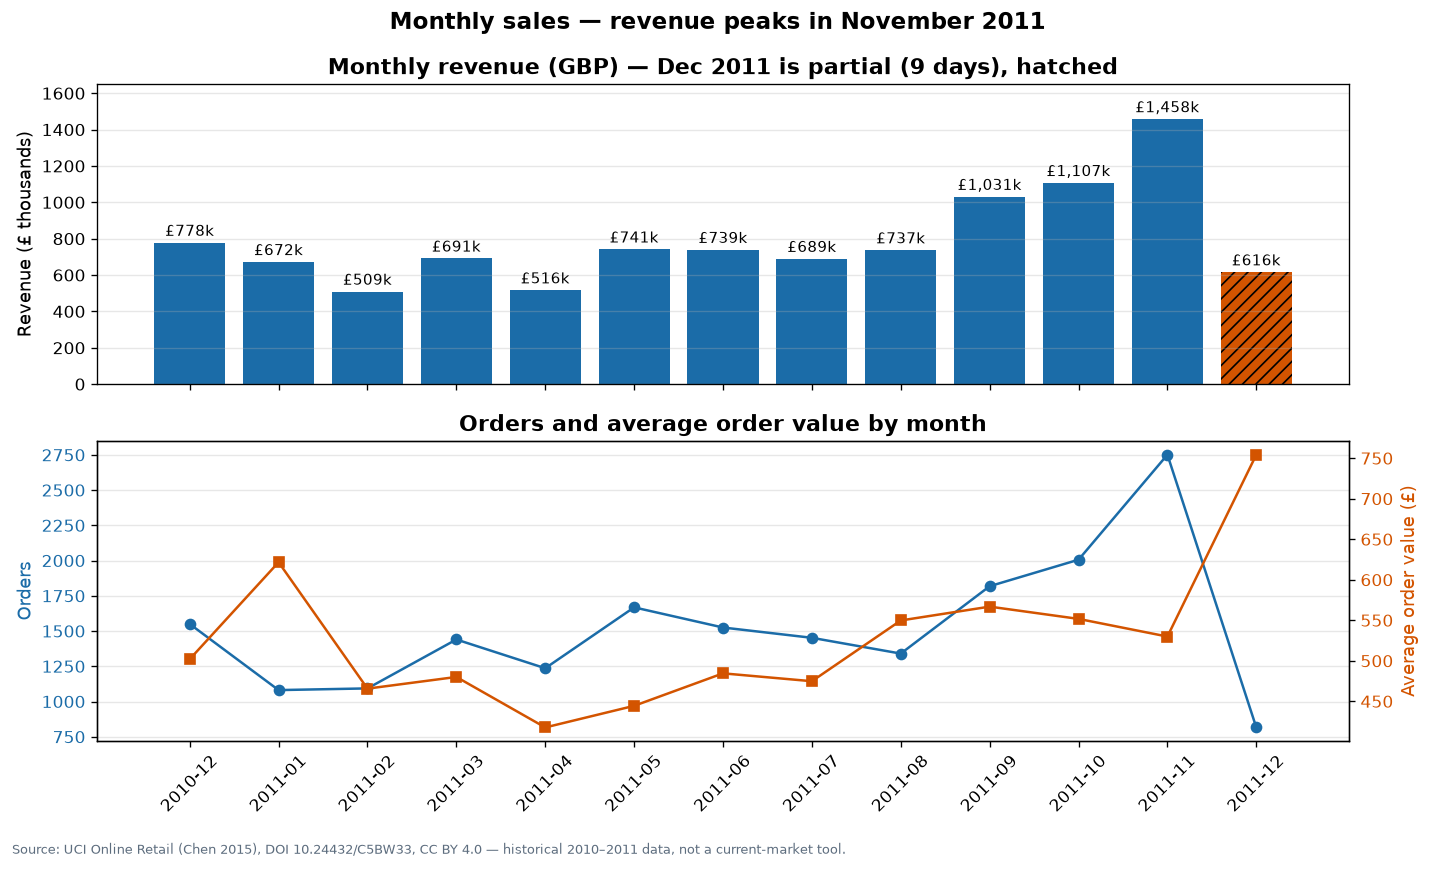 Monthly sales — revenue peaks in November 2011
Monthly revenue (GBP) — Dec 2011 is partial (9 days), hatched
Revenue (£ thousands)
1600
1400
1200
1000
800
600
400
200
0
£778k
£672k
£509k
£691k
£516k
£741k
£739k
£689k
£737k
£1,031k
£1,107k
£1,458k
£616k
Orders and average order value by month
Orders
2750
2500
2250
2000
1750
1500
1250
1000
750
750
700
650
600
550
500
450
Average order value (£)
2010-12
2011-01
2011-02
2011-03
2011-04
2011-05
2011-06
2011-07
2011-08
2011-09
2011-10
2011-11
2011-12
Source: UCI Online Retail (Chen 2015), DOI 10.24432/C5BW33, CC BY 4.0 — historical 2010–2011 data, not a current-market tool.